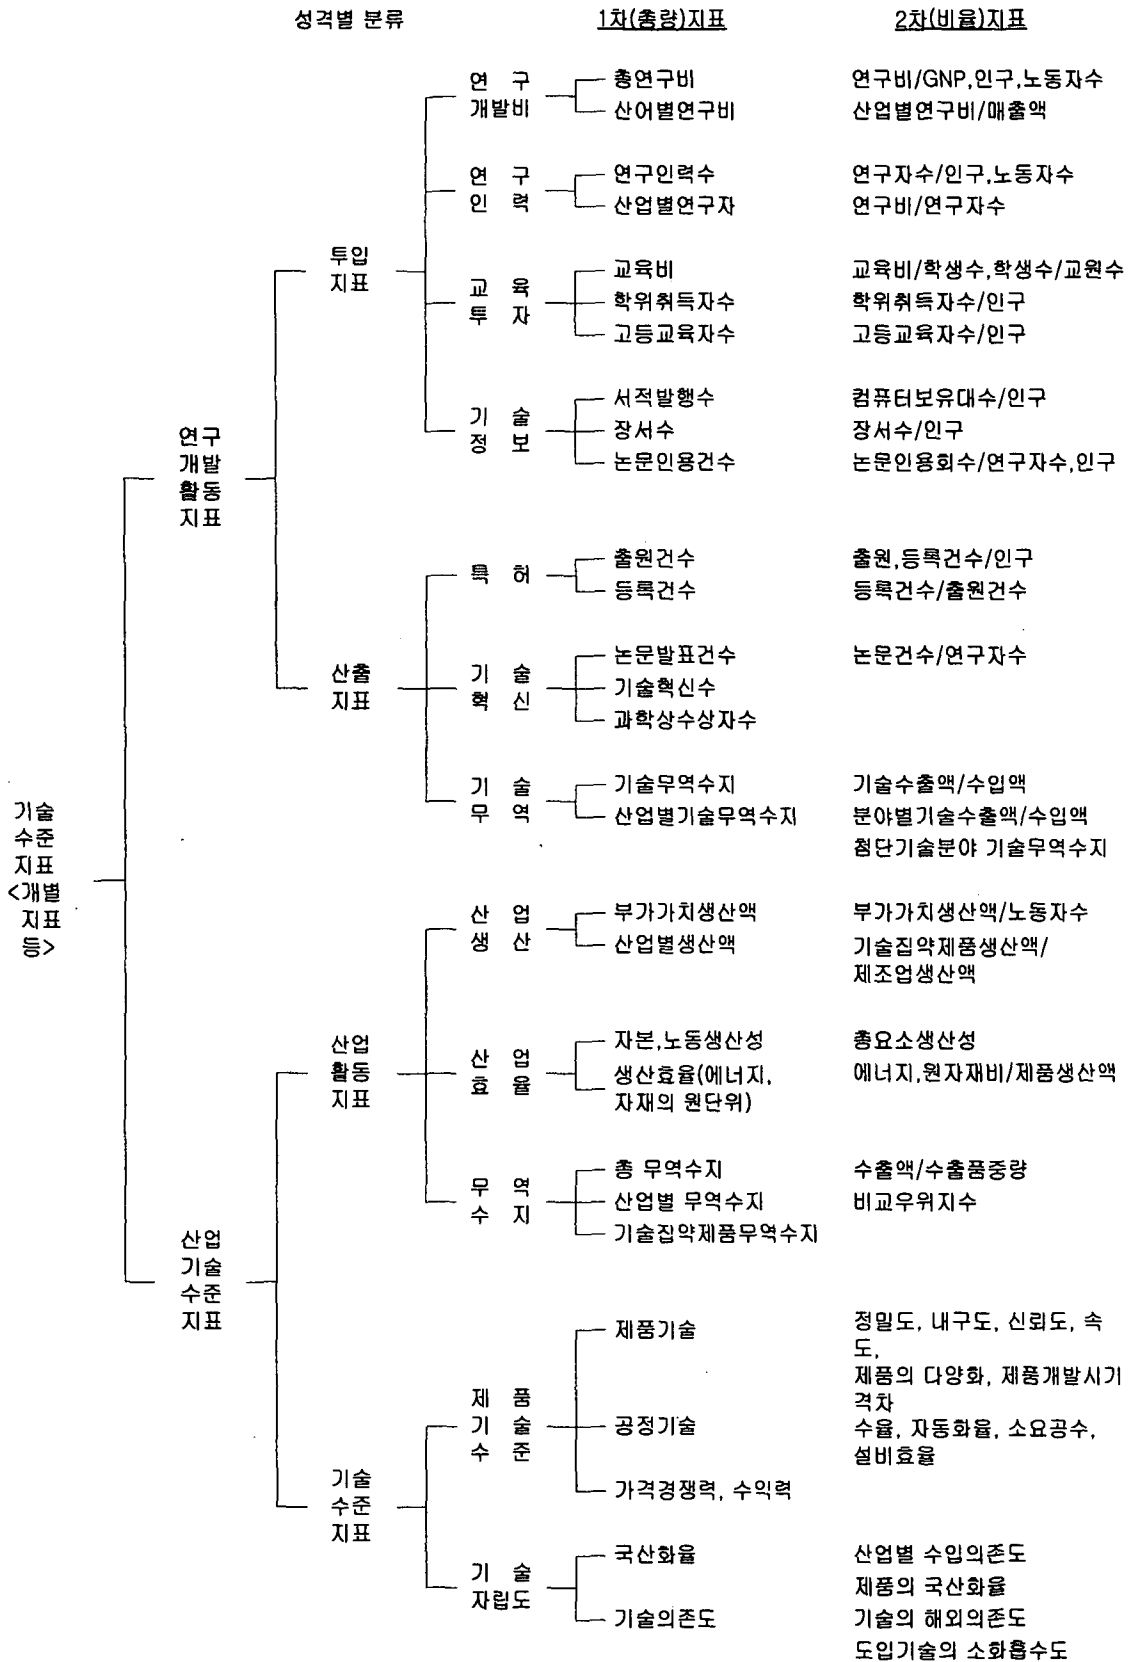 성격별 분류 1차(총량)지표 2차(비율)지표
연 구 총연구비 연구비/GNP,인구,노동자수
개발비 산어별연구비 산업별연구비/매출액
연 구 연구인력수 연구자수/인구,노동자수
인 력 산업별연구자 연구비/연구자수
투입
지표
교 육 교육비 교육비/학생수,학생수/교원수
투 자 학위취득자수 학위취득자수/인구
고등교육자수 고등교육자수/인구
기 술 서적발행수 컴퓨터보유대수/인구
정 보 장서수 장서수/인구
논문인용건수 논문인용회수/연구자수,인구
연구
개발
활동
지표
특 허 출원건수 출원,등록건수/인구
등록건수 등록건수/출원건수
산출
지표
기 술 논문발표건수 논문건수/연구자수
혁 신 기술혁신수
과학상수상자수
기 술 기술무역수지 기술수출액/수입액
무 역 산업별기술무역수지 분야별기술수출액/수입액
첨단기술분야 기술무역수지
기술
수준
지표
<개별
지표
등>
산 업 부가가치생산액 부가가치생산액/노동자수
생 산 산업별생산액 기술집약제품생산액/
제조업생산액
산업
활동
지표
산 업 자본,노동생산성 총요소생산성
효 율 생산효율(에너지, 에너지,원자재비/제품생산액
자재의 원단위)
무 역 총 무역수지 수출액/수출품중량
수 지 산업별 무역수지 비교우위지수
기술집약제품무역수지
산업
기술
수준
지표
제품기술 정밀도, 내구도, 신뢰도, 속
도,
제품의 다양화, 제품개발시기
격차
제 품
기 술 공정기술 수율, 자동화율, 소요공수,
수 준 설비효율
가격경쟁력, 수익력
기술
수준
지표
기 술 국산화율 산업별 수입의존도
자립도 제품의 국산화율
기술의존도 기술의 해외의존도
도입기술의 소화흡수도